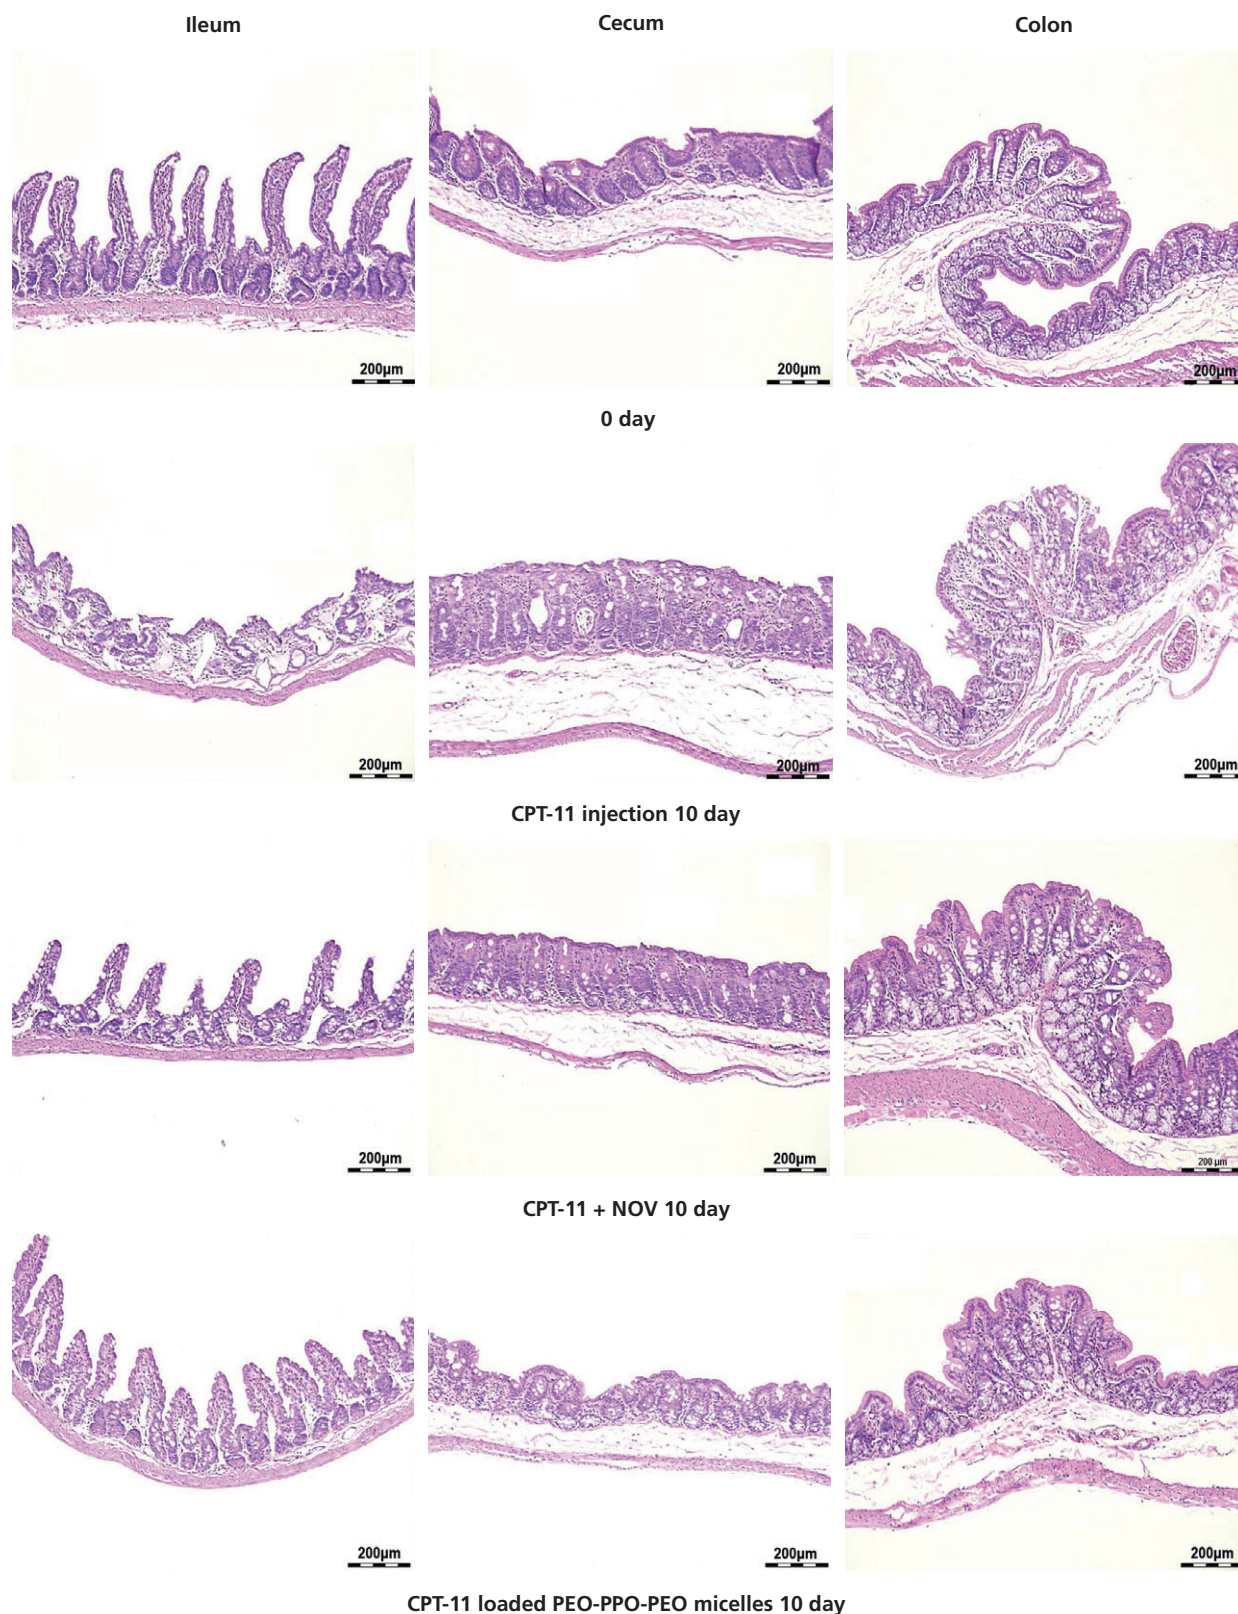 Ileum
Cecum
Colon
200µm
200µm
200µm
0 day
200µm
200µm
200µm
CPT-11 injection 10 day
200µm
200µm
200 µm
CPT-11 + NOV 10 day
200µm
200µm
200µm
CPT-11 loaded PEO-PPO-PEO micelles 10 day